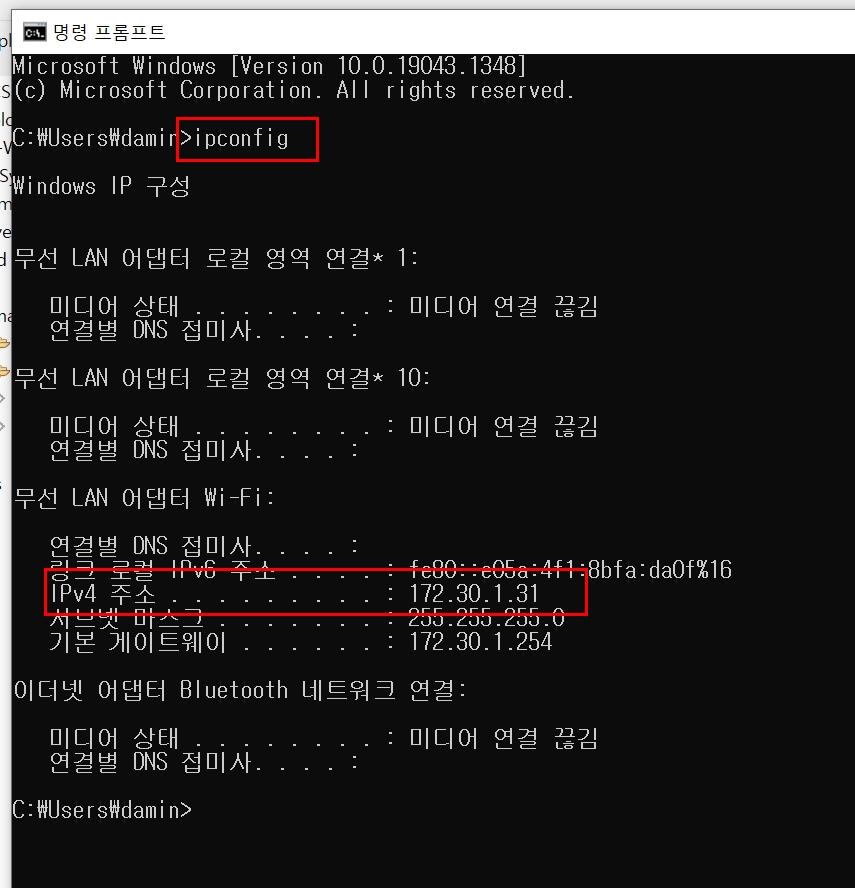 명령 프롬프트
Microsoft Windows [Version 10.0.19043.1348]
(c) Microsoft Corporation. All rights reserved.
C:₩Users₩damin>ipconfig
Windows IP 구성
무선 LAN 어댑터 로컬 영역 연결* 1:
미디어 상태 . . . . . . . . : 미디어 연결 끊김
연결별 DNS 접미사. . . . :
무선 LAN 어댑터 로컬 영역 연결* 10:
미디어 상태 . . . . . . . . : 미디어 연결 끊김
연결별 DNS 접미사. . . . :
무선 LAN 어댑터 Wi-Fi:
연결별 DNS 접미사. . . . :
링크 로컬 IPv6 주소 . . . . : fe80::e05a:4f1:8bfa:da0f%16
IPv4 주소 . . . . . . . . . : 172.30.1.31
서브넷 마스크 . . . . . . . : 255.255.255.0
기본 게이트웨이 . . . . . . : 172.30.1.254
이더넷 어댑터 Bluetooth 네트워크 연결:
미디어 상태 . . . . . . . . : 미디어 연결 끊김
연결별 DNS 접미사. . . . :
C:₩Users₩damin>